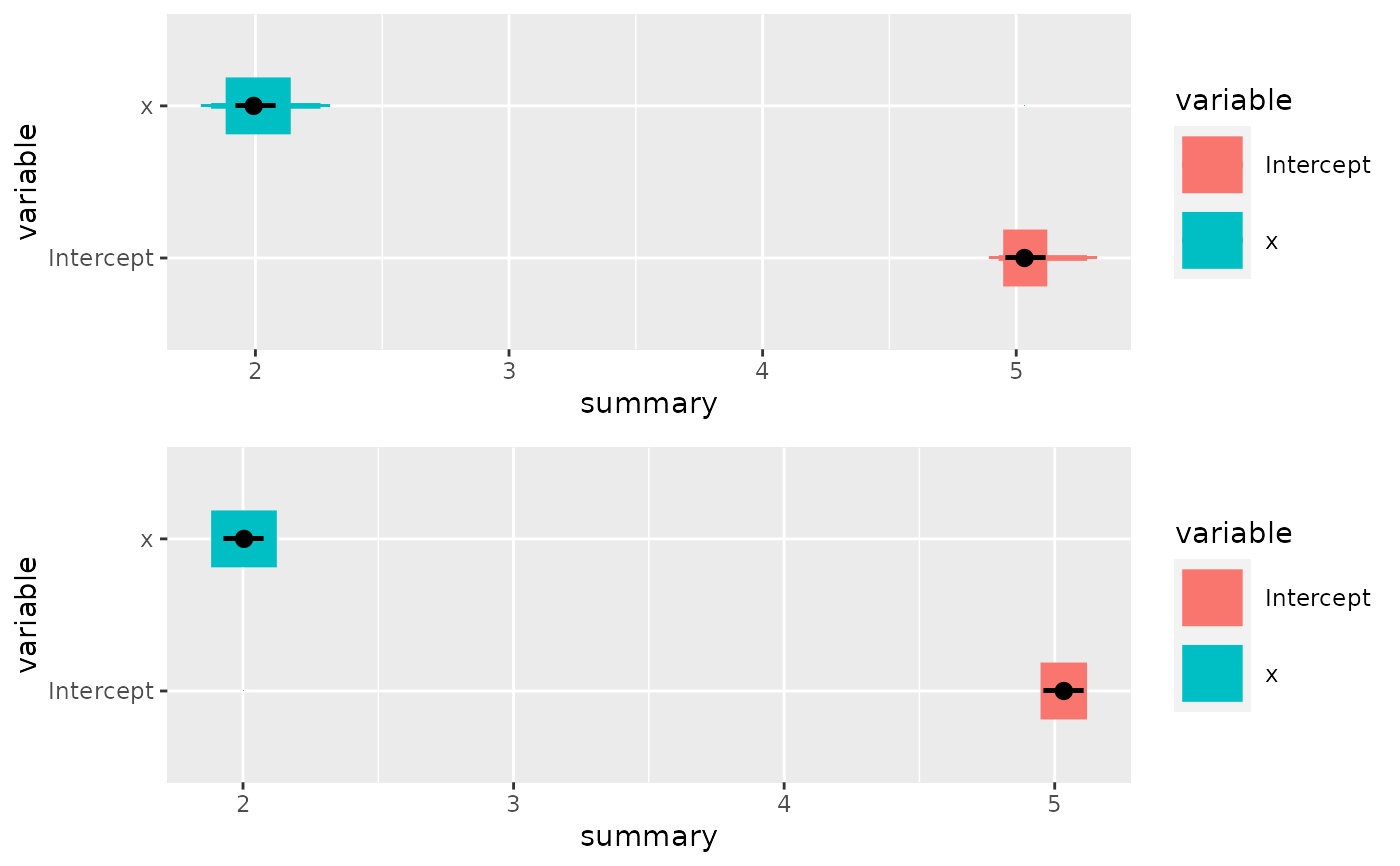 variable
x
Intercept
2 3 4 5
summary
variable
Intercept
x
variable
x
Intercept
2 3 4 5
summary
variable
Intercept
x